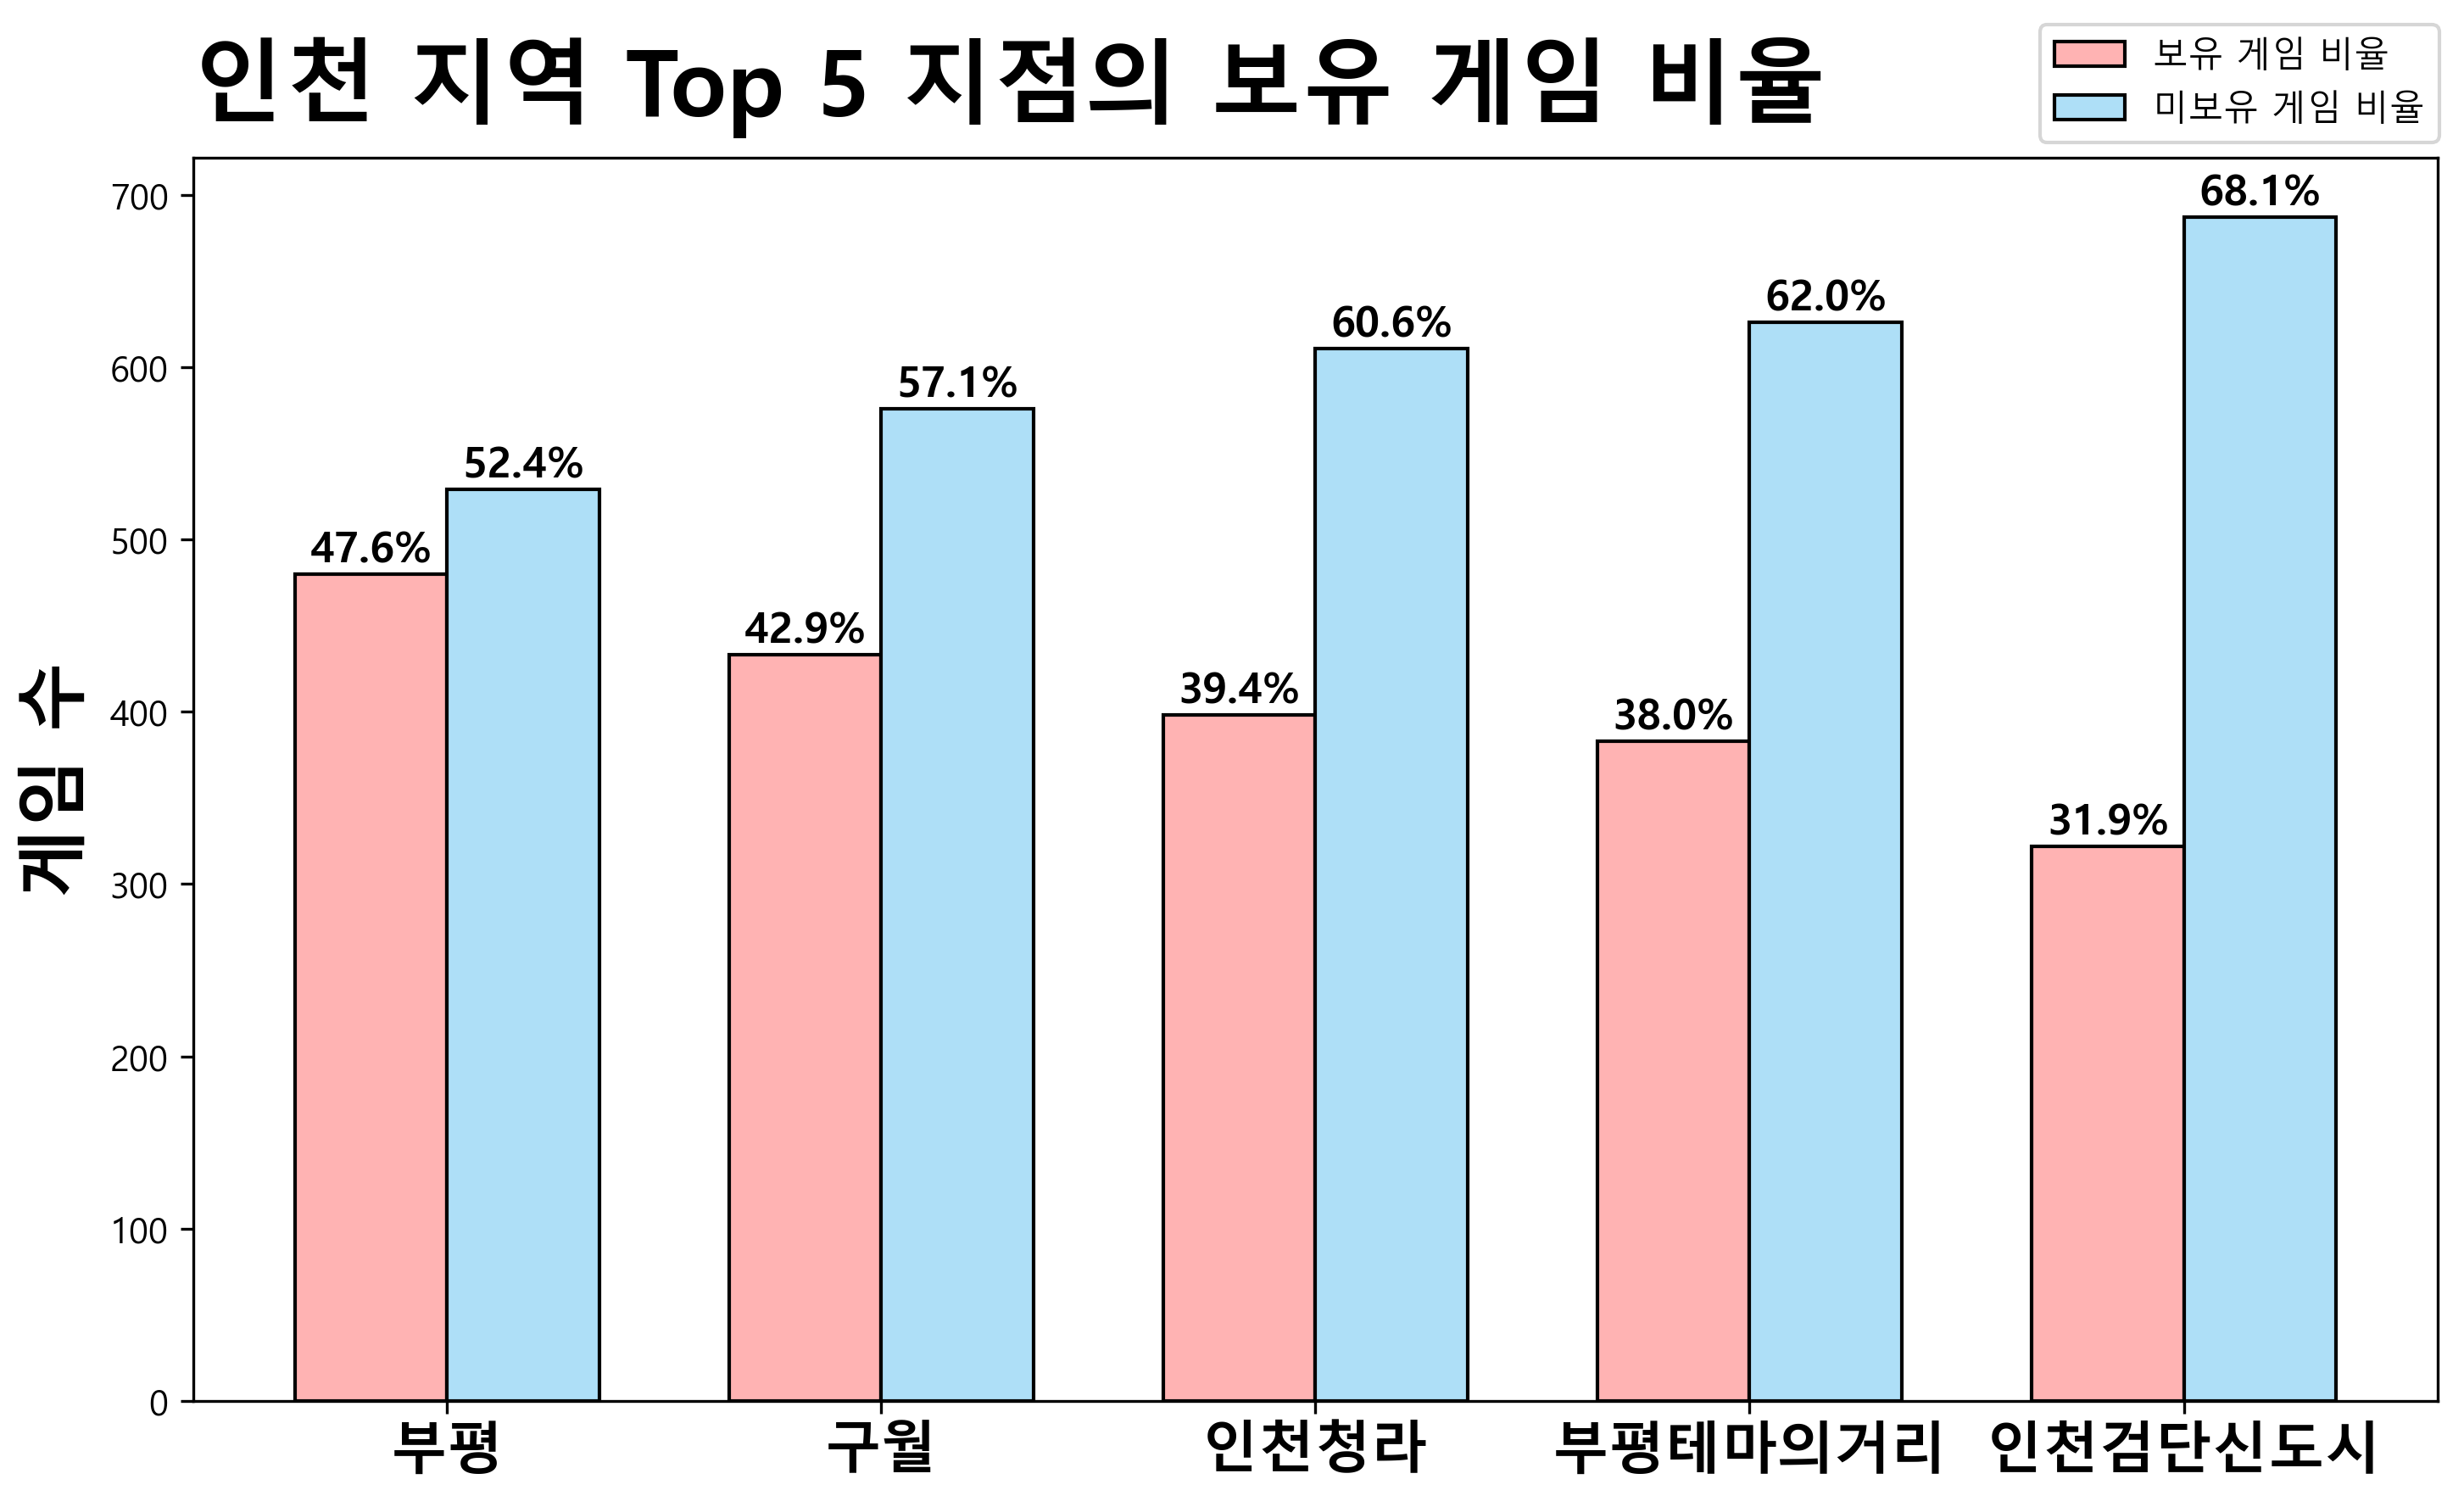 인천 지역 Top 5 지점의 보유 게임 비율
보유 게임 비율
미보유 게임 비율
게임 수
700
600
500
400
300
200
100
0
47.6%
52.4%
42.9%
57.1%
39.4%
60.6%
38.0%
62.0%
31.9%
68.1%
부평
구월
인천청라
부평테마의거리
인천검단신도시